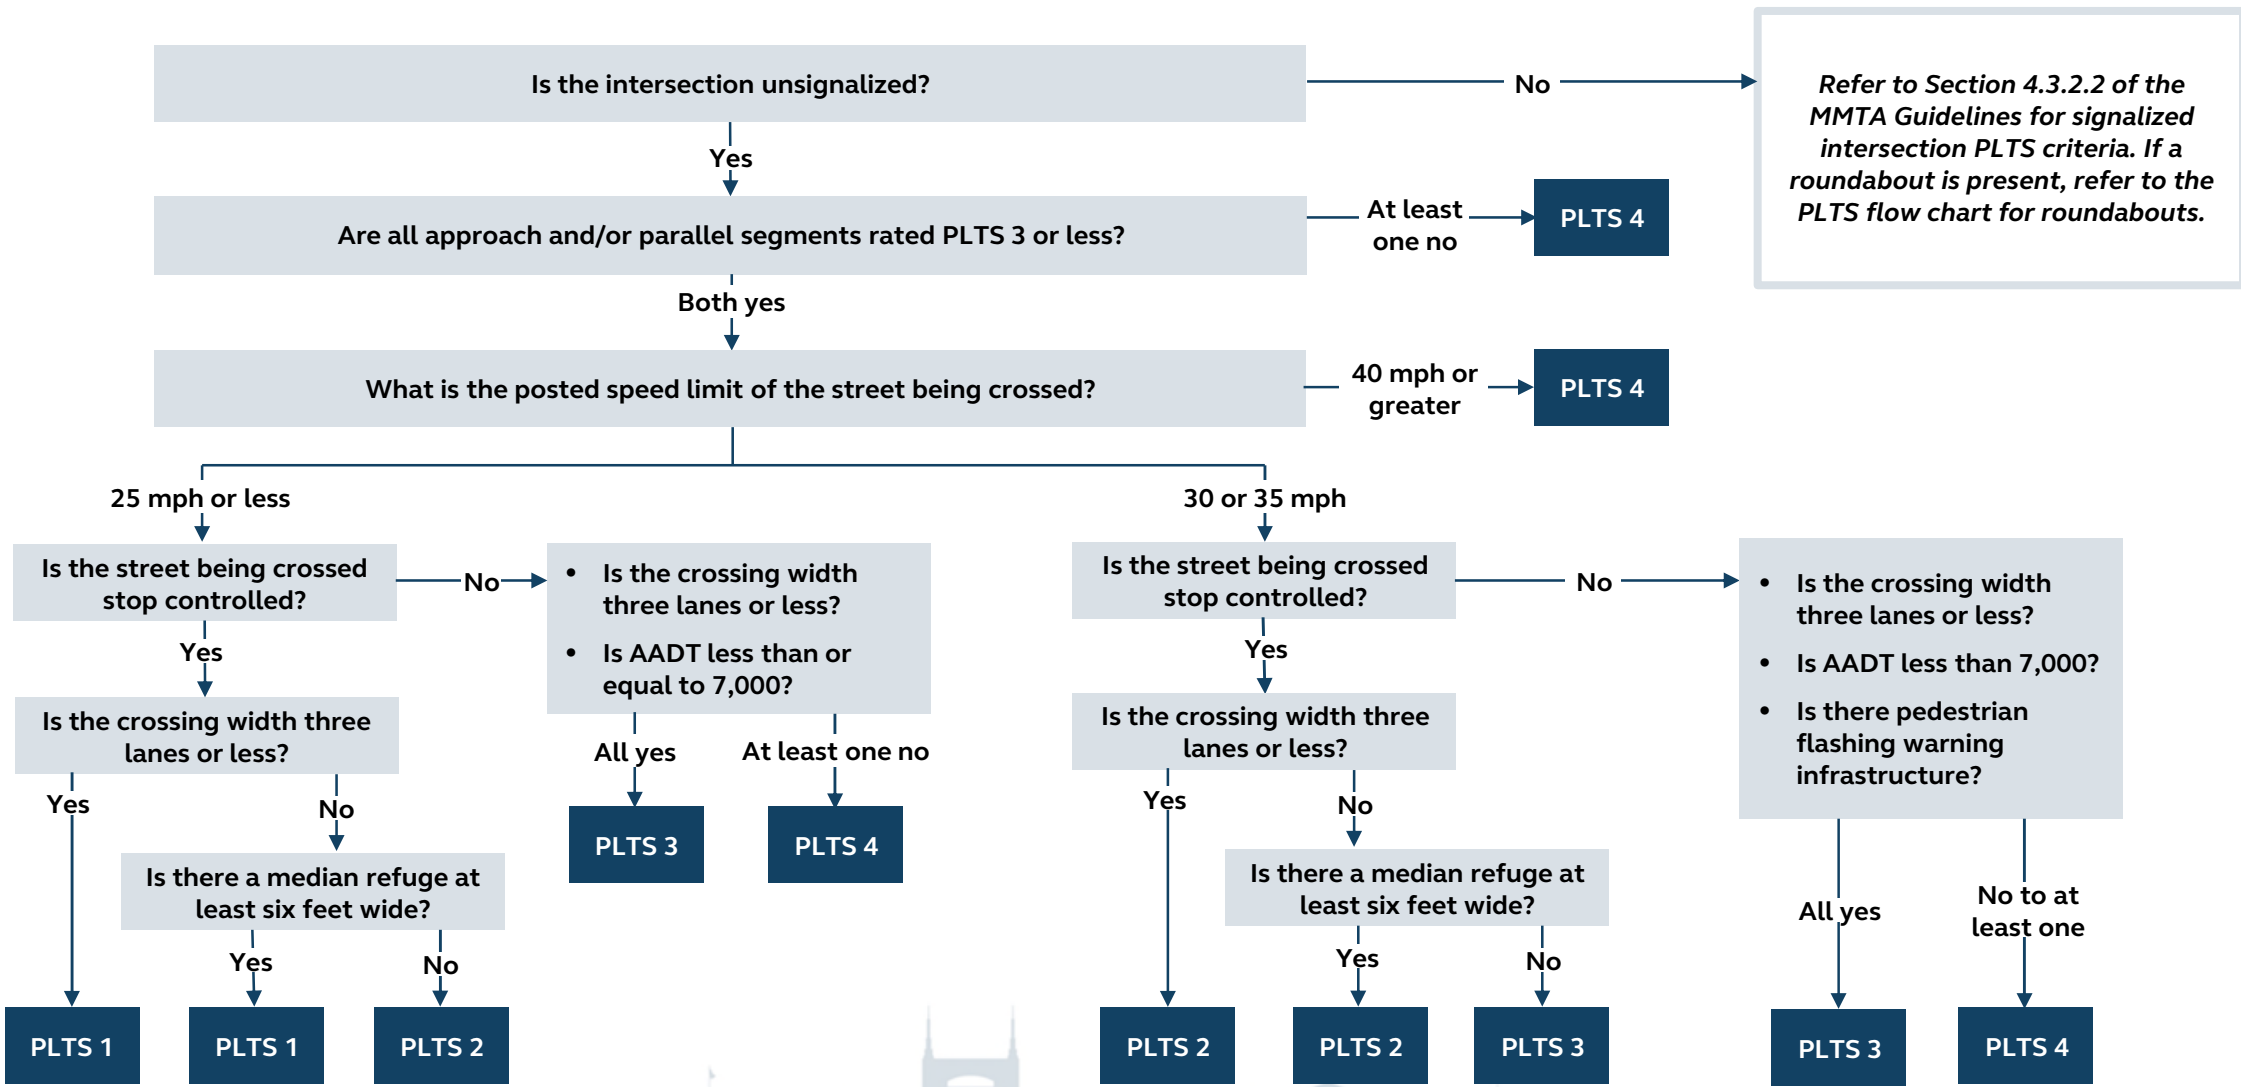 Is the intersection unsignalized?
No
Refer to Section 4.3.2.2 of the
MMTA Guidelines for signalized
intersection PLTS criteria. If a
roundabout is present, refer to the
PLTS flow chart for roundabouts.
Yes
Are all approach and/or parallel segments rated PLTS 3 or less?
At least
one no
PLTS 4
Both yes
What is the posted speed limit of the street being crossed?
40 mph or
greater
PLTS 4
25 mph or less
30 or 35 mph
Is the street being crossed
stop controlled?
No
• Is the crossing width
three lanes or less?
• Is AADT less than or
equal to 7,000?
Yes
Is the crossing width three
lanes or less?
All yes
At least one no
PLTS 3
PLTS 4
Yes
No
Is there a median refuge at
least six feet wide?
Yes
No
PLTS 1
PLTS 1
PLTS 2
Is the street being crossed
stop controlled?
No
• Is the crossing width
three lanes or less?
• Is AADT less than 7,000?
• Is there pedestrian
flashing warning
infrastructure?
Yes
Is the crossing width three
lanes or less?
Yes
No
Is there a median refuge at
least six feet wide?
Yes
No
All yes
No to at
least one
PLTS 2
PLTS 2
PLTS 3
PLTS 3
PLTS 4